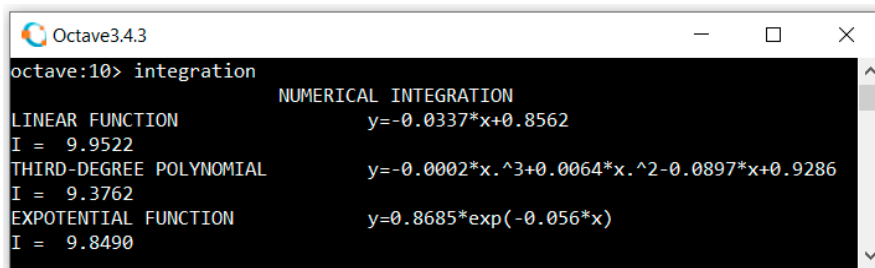 Octave3.4.3
octave:10> integration
NUMERICAL INTEGRATION
LINEAR FUNCTION y=-0.0337*x+0.8562
I = 9.9522
THIRD-DEGREE POLYNOMIAL y=-0.0002*x.^3+0.0064*x.^2-0.0897*x+0.9286
I = 9.3762
EXPOTENTIAL FUNCTION y=0.8685*exp(-0.056*x)
I = 9.8490